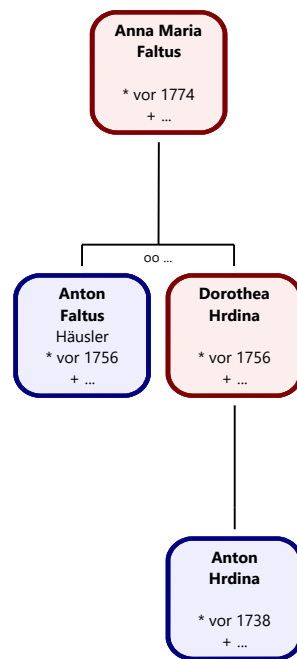 Anna Maria
Faltus
* vor 1774
+ ...
oo ...
Anton
Faltus
Häusler
* vor 1756
+ ...
Dorothea
Hrdina
* vor 1756
+ ...
Anton
Hrdina
* vor 1738
+ ...